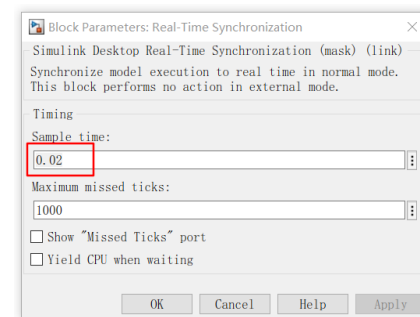 Block Parameters: Real-Time Synchronization
Simulink Desktop Real-Time Synchronization (mask) (link)
Synchronize model execution to real time in normal mode.
This block performs no action in external mode.
Timing
Sample time:
0.02
Maximum missed ticks:
1000
Show "Missed Ticks" port
Yield CPU when waiting
OK Cancel Help Apply